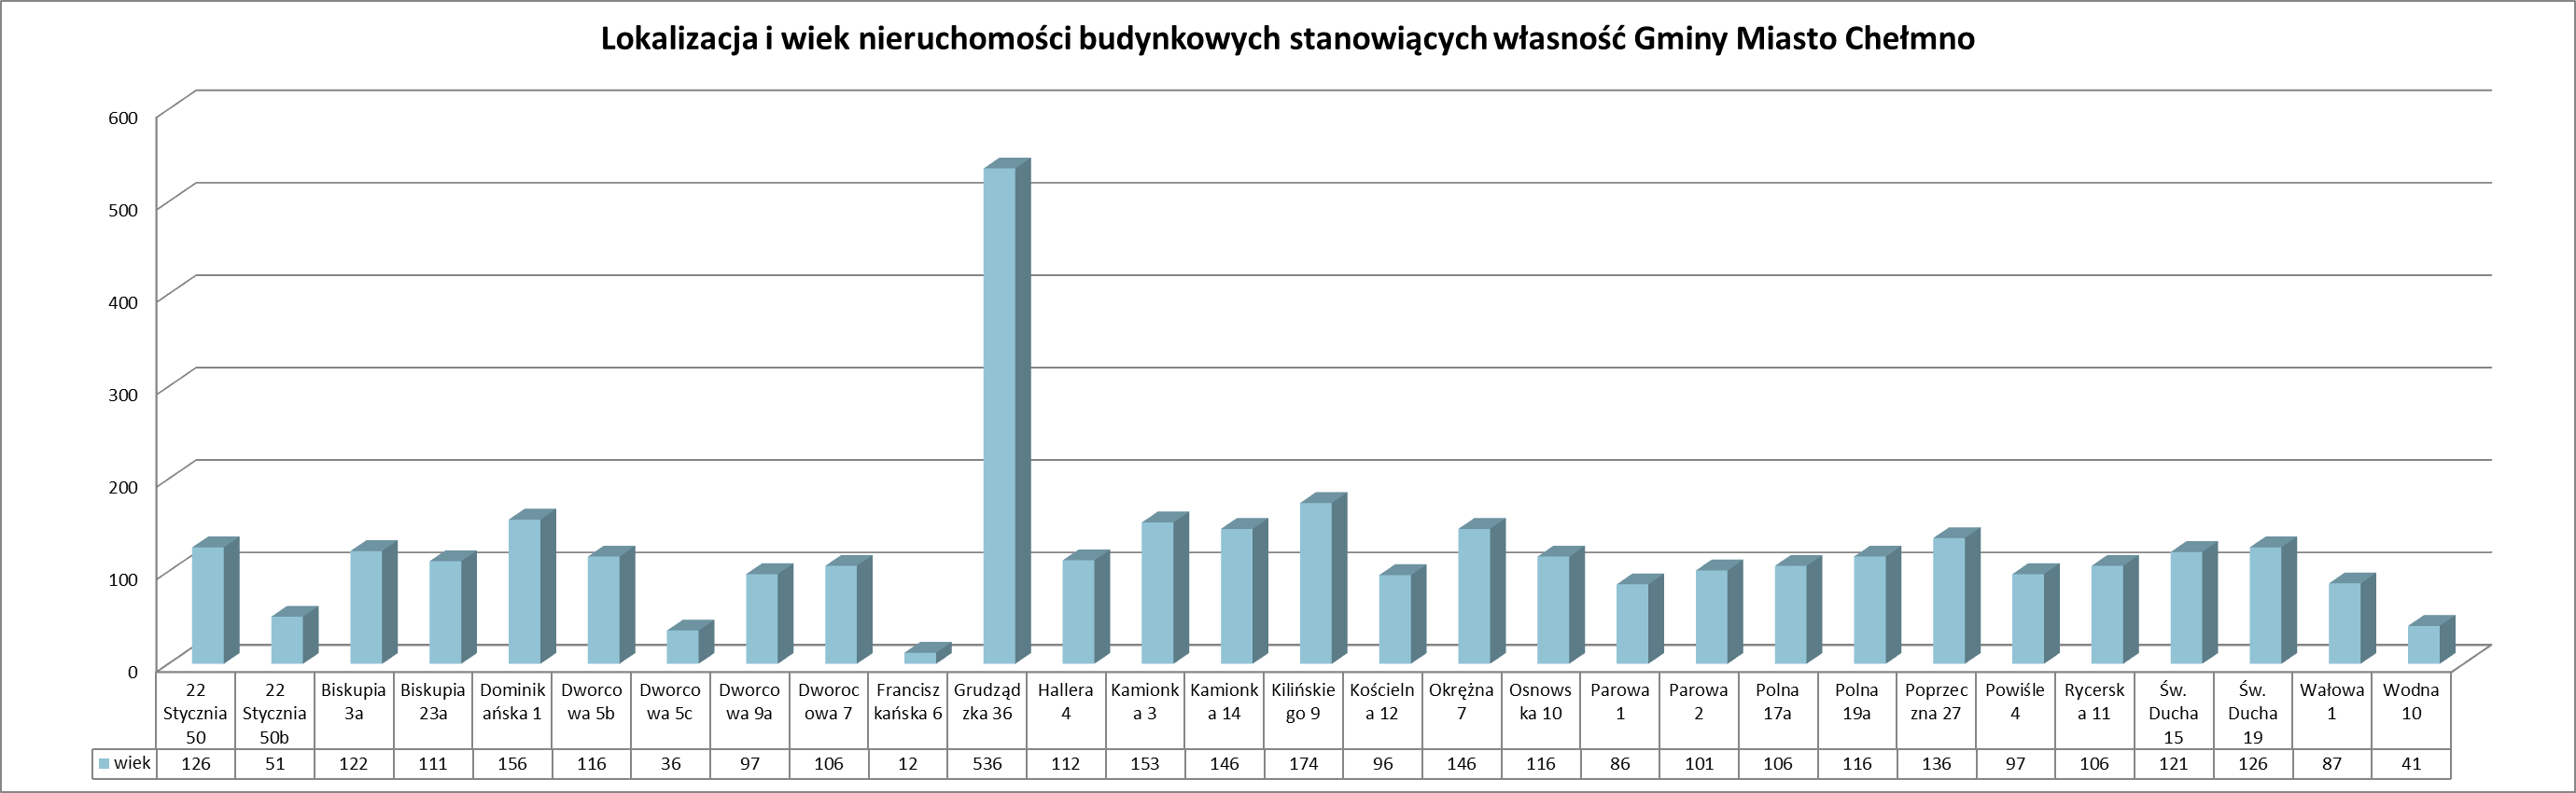 Lokalizacja i wiek nieruchomości budynkowych stanowiących własność Gminy Miasto Chełmno
600
500
400
300
200
100
0
22
Stycznia
50
22
Stycznia
50b
Biskupia
3a
Biskupia
23a
Dominik
ańska 1
Dworco
wa 5b
Dworco
wa 5c
Dworco
wa 9a
Dworoc
owa 7
Francisz
kańska 6
Grudząd
zka 36
Hallera
4
Kamionk
a 3
Kamionk
a 14
Kilińskie
go 9
Kościeln
a 12
Okrężna
7
Osnows
ka 10
Parowa
1
Parowa
2
Polna
17a
Polna
19a
Poprzec
zna 27
Powiśle
4
Rycersk
a 11
Św.
Ducha
15
Św.
Ducha
19
Wałowa
1
Wodna
10
wiek 126 51 122 111 156 116 36 97 106 12 536 112 153 146 174 96 146 116 86 101 106 116 136 97 106 121 126 87 41